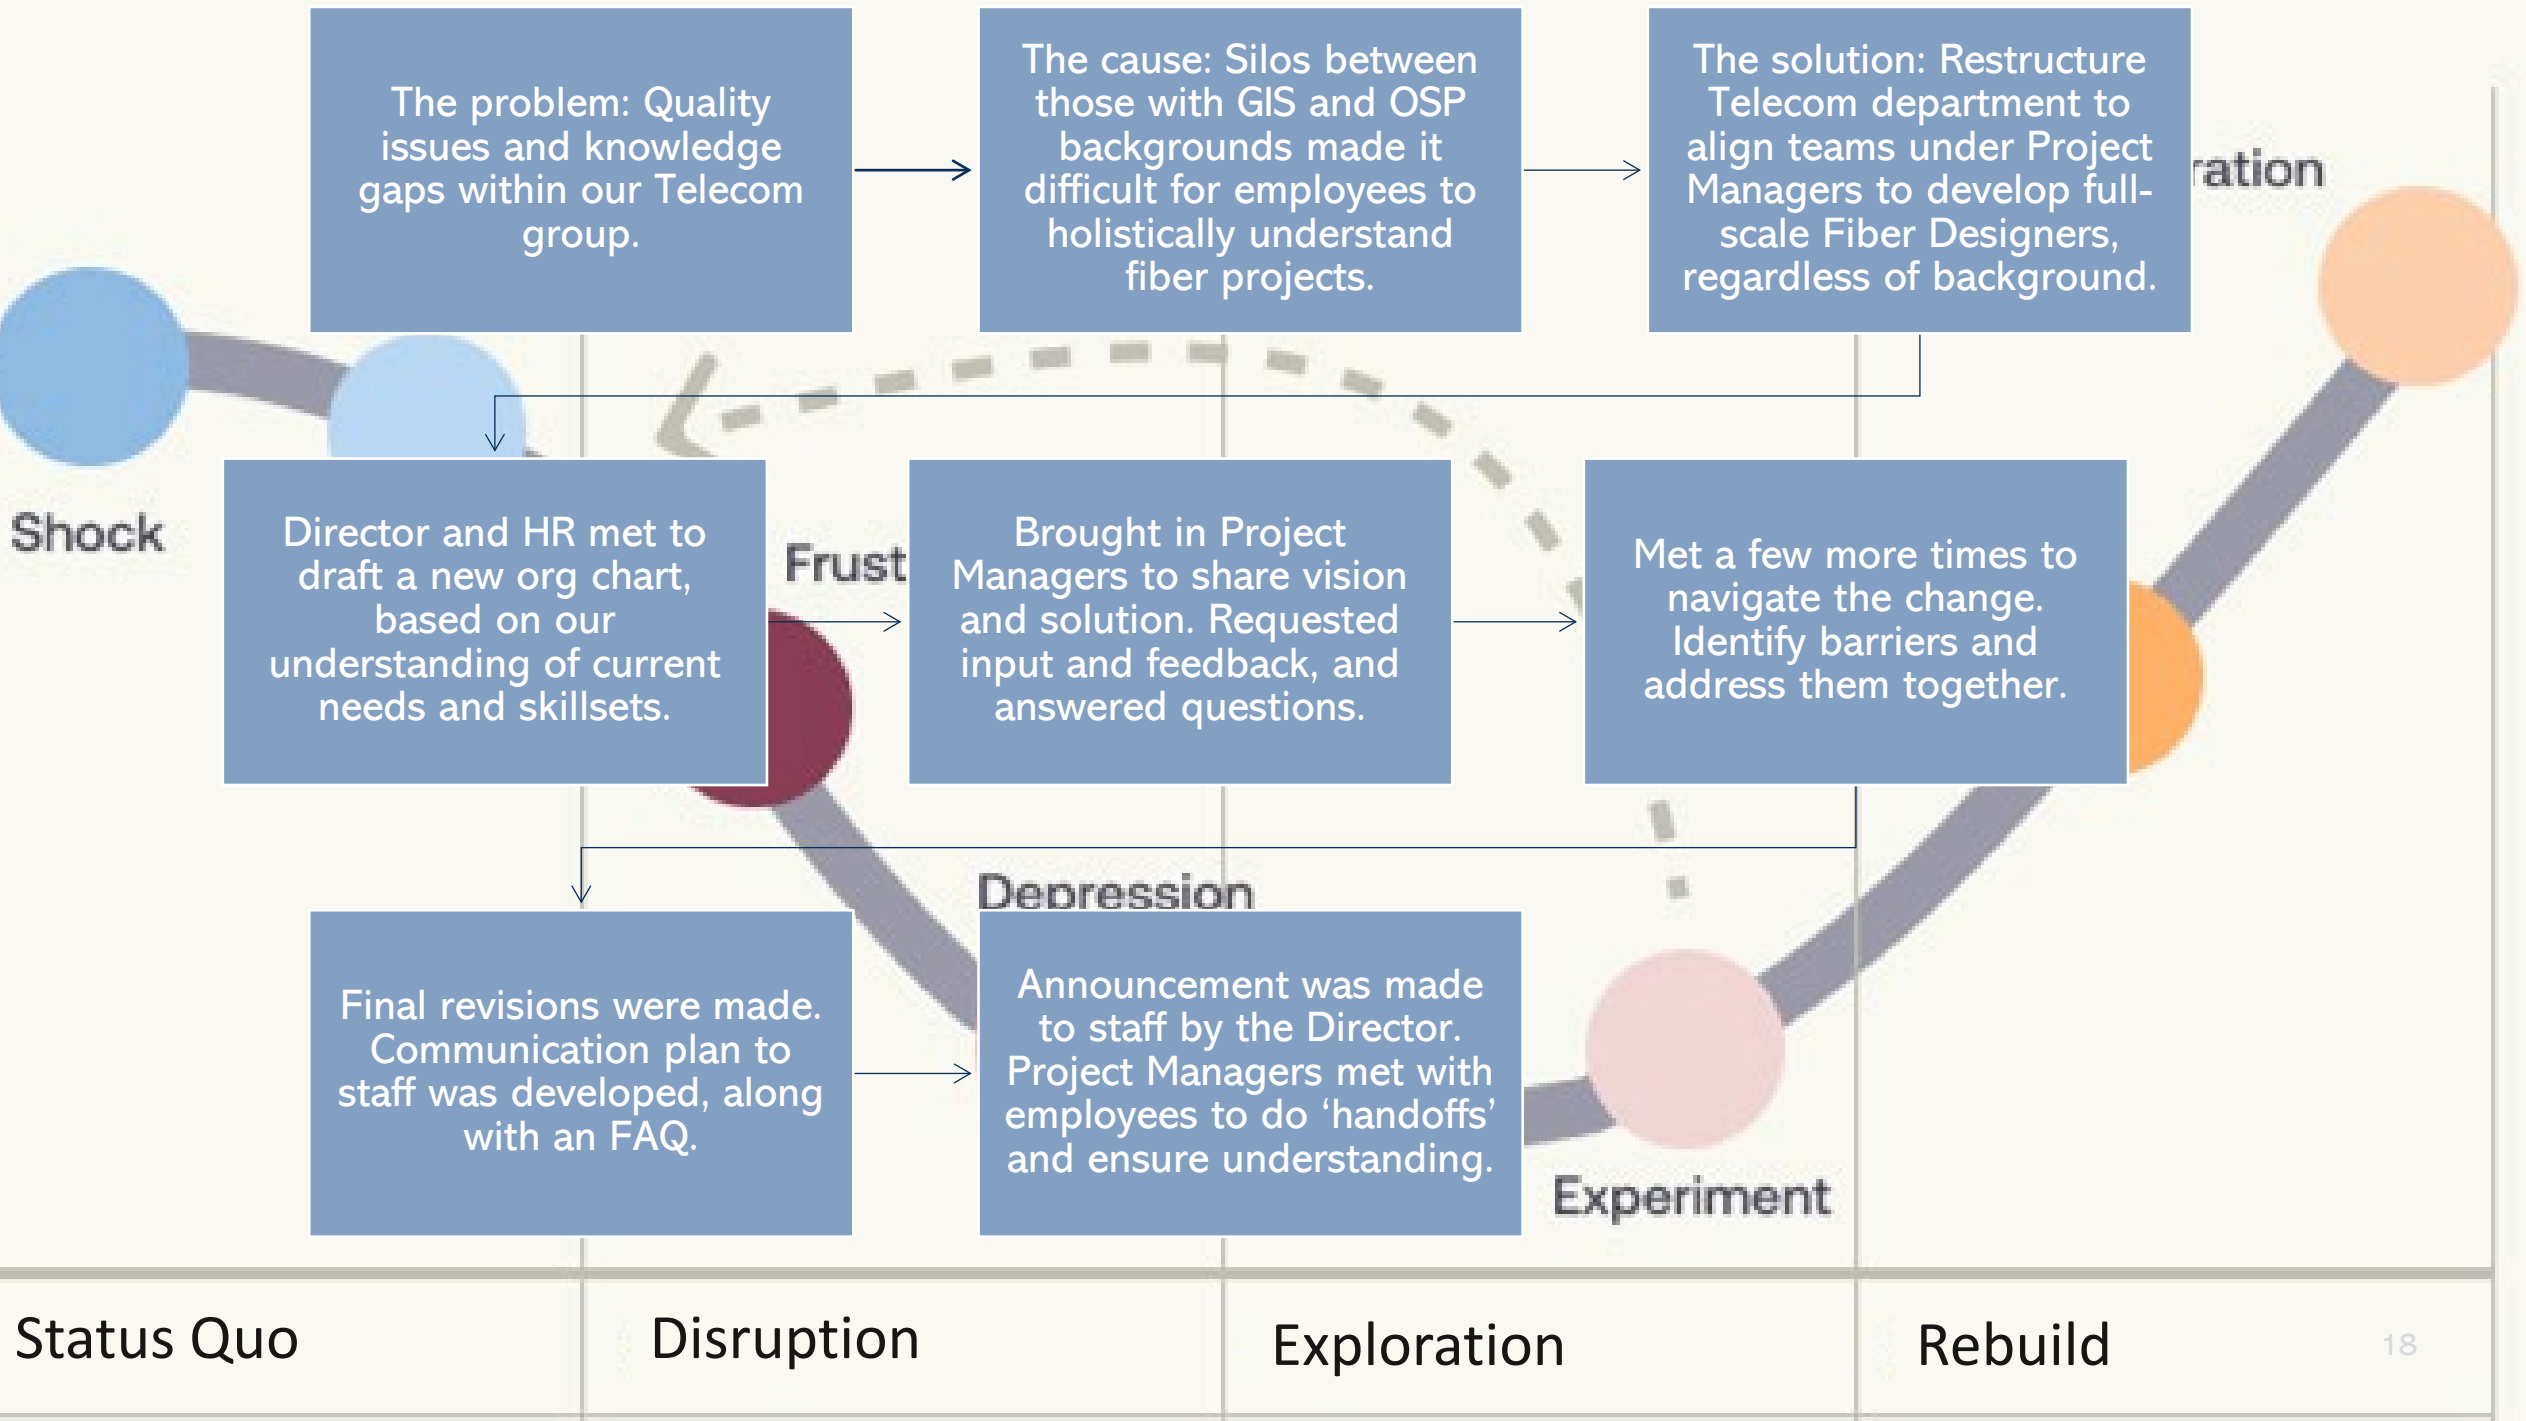 The problem: Quality
issues and knowledge
gaps within our Telecom
group.
The cause: Silos between
those with GIS and OSP
backgrounds made it
difficult for employees to
holistically understand
fiber projects.
The solution: Restructure
Telecom department to
align teams under Project
Managers to develop full-
scale Fiber Designers,
regardless of background.
ration
Shock
Director and HR met to
draft a new org chart,
based on our
understanding of current
needs and skillsets.
Frust
Brought in Project
Managers to share vision
and solution. Requested
input and feedback, and
answered questions.
Met a few more times to
navigate the change.
Identify barriers and
address them together.
Depression
Final revisions were made.
Communication plan to
staff was developed, along
with an FAQ.
Announcement was made
to staff by the Director.
Project Managers met with
employees to do ‘handoffs’
and ensure understanding.
Experiment
Status Quo
Disruption
Exploration
Rebuild
18